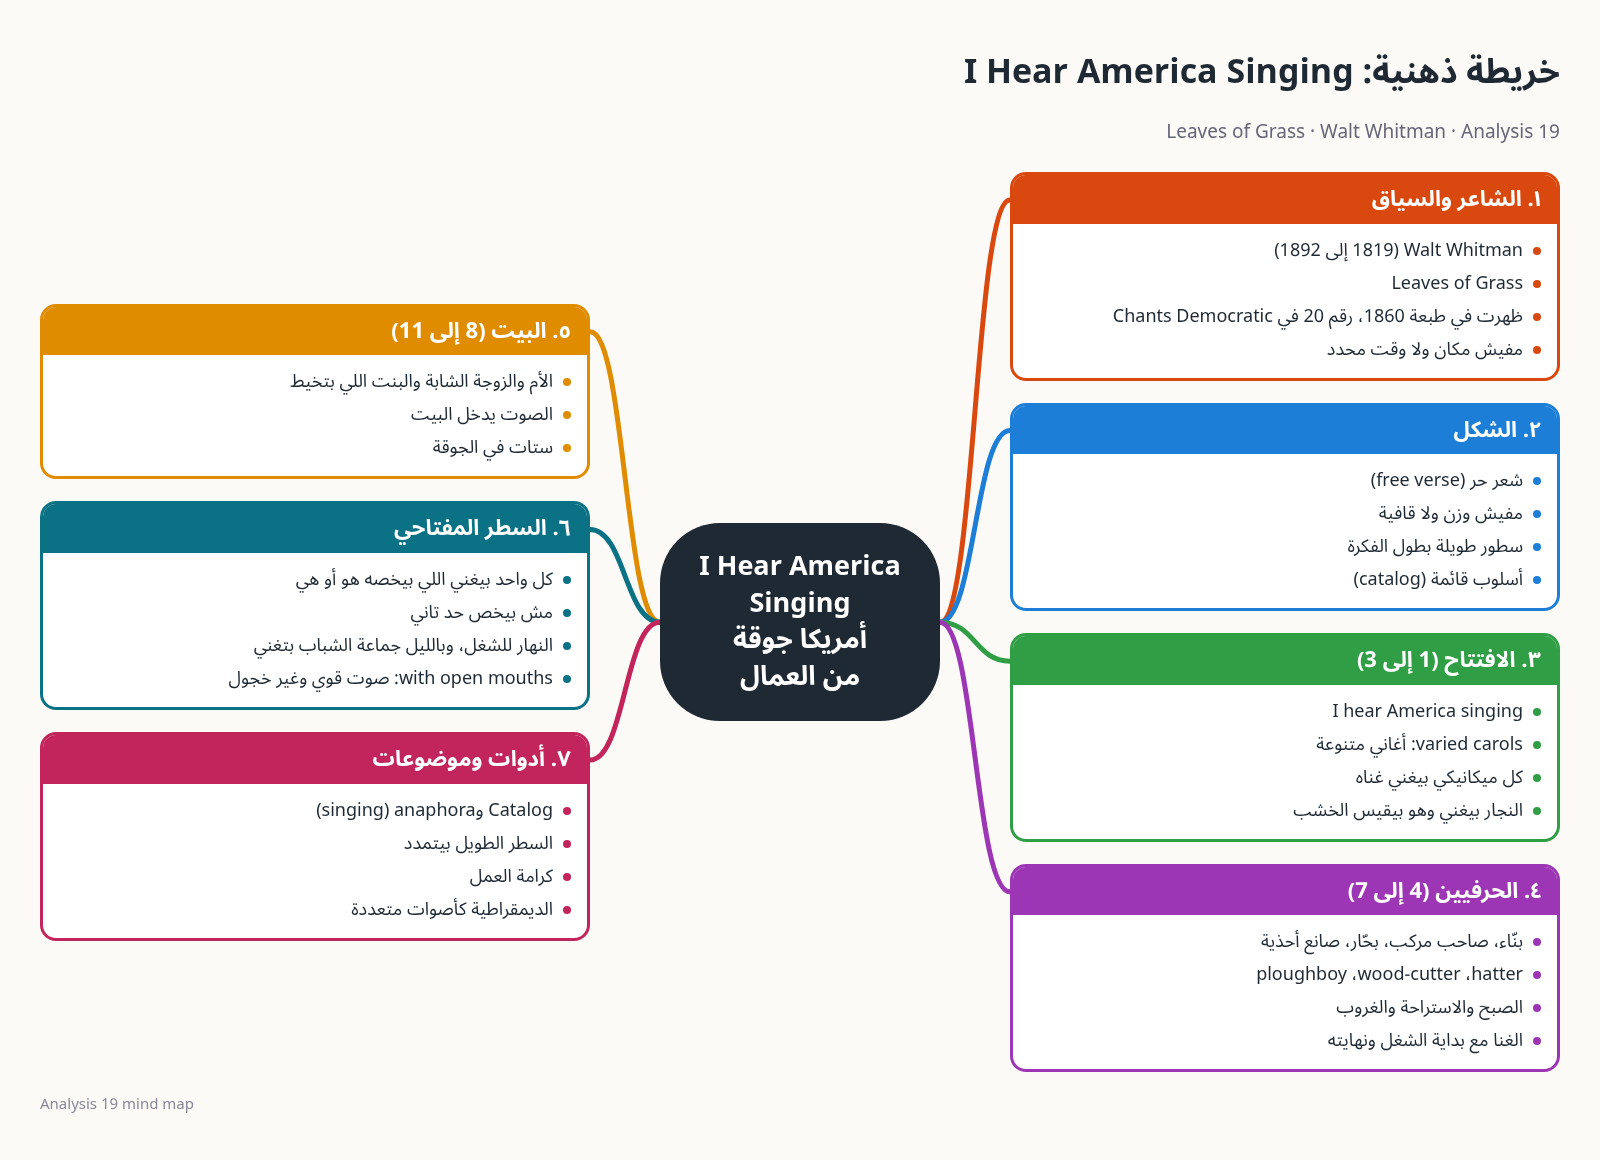 خريطة ذهنية: I Hear America Singing
Leaves of Grass · Walt Whitman · Analysis 19
١. الشاعر والسياق
Walt Whitman (1819 إلى 1892)
Leaves of Grass
ظهرت في طبعة 1860، رقم 20 في Chants Democratic
مفيش مكان ولا وقت محدد
٢. الشكل
شعر حر (free verse)
مفيش وزن ولا قافية
سطور طويلة بطول الفكرة
أسلوب قائمة (catalog)
٣. الافتتاح (1 إلى 3)
I hear America singing
varied carols: أغاني متنوعة
كل ميكانيكي بيغني غناه
النجار بيغني وهو بيقيس الخشب
٤. الحرفيين (4 إلى 7)
بنّاء، صاحب مركب، بحّار، صانع أحذية
hatter، wood-cutter، ploughboy
الصبح والاستراحة والغروب
الغنا مع بداية الشغل ونهايته
I Hear America
Singing
أمريكا جوقة
من العمال
٥. البيت (8 إلى 11)
الأم والزوجة الشابة والبنت اللي بتخيط
الصوت يدخل البيت
ستات في الجوقة
٦. السطر المفتاحي
كل واحد بيغني اللي بيخصه هو أو هي
مش بيخص حد تاني
النهار للشغل، وبالليل جماعة الشباب بتغني
with open mouths: صوت قوي وغير خجول
٧. أدوات وموضوعات
Catalog وanaphora (singing)
السطر الطويل بيتمدد
كرامة العمل
الديمقراطية كأصوات متعددة
Analysis 19 mind map